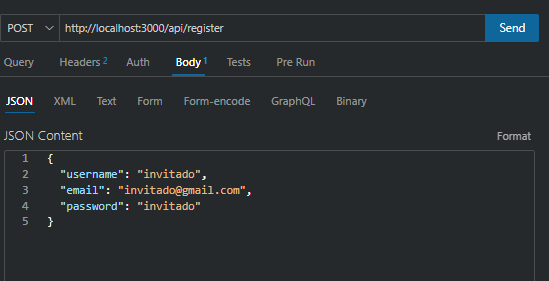 POST http://localhost:3000/api/register Send
Query Headers 2 Auth Body 1 Tests Pre Run
JSON XML Text Form Form-encode GraphQL Binary
JSON Content Format
1 {
2 "username": "invitado",
3 "email": "invitado@gmail.com",
4 "password": "invitado"
5 }